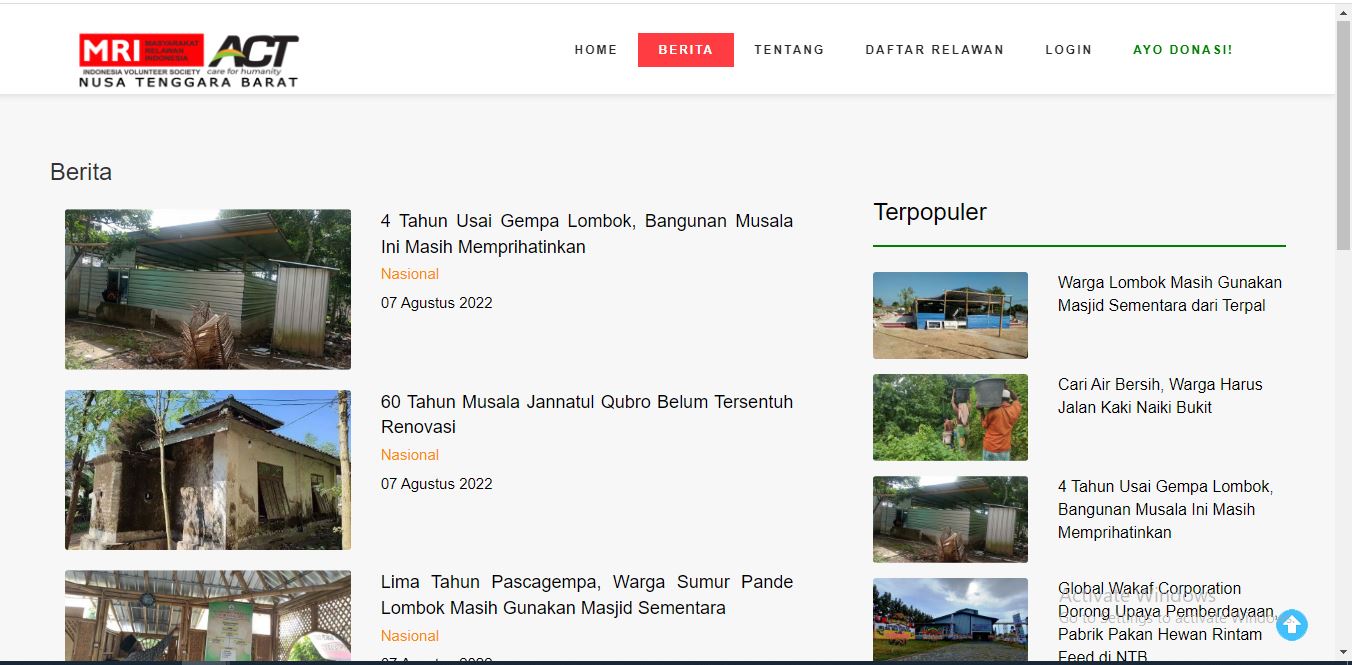 MRI MASYARAKAT RELAWAN INDONESIA ACT
INDONESIA VOLUNTEER SOCIETY care for humanity
NUSA TENGGARA BARAT
HOME BERITA TENTANG DAFTAR RELAWAN LOGIN AYO DONASI!
Berita
4 Tahun Usai Gempa Lombok, Bangunan Musala
Ini Masih Memprihatinkan
Nasional
07 Agustus 2022
60 Tahun Musala Jannatul Qubro Belum Tersentuh
Renovasi
Nasional
07 Agustus 2022
Lima Tahun Pascagempa, Warga Sumur Pande
Lombok Masih Gunakan Masjid Sementara
Nasional
07 Agustus 2022
Terpopuler
Warga Lombok Masih Gunakan
Masjid Sementara dari Terpal
Cari Air Bersih, Warga Harus
Jalan Kaki Naiki Bukit
4 Tahun Usai Gempa Lombok,
Bangunan Musala Ini Masih
Memprihatinkan
Global Wakaf Corporation
Dorong Upaya Pemberdayaan,
Pabrik Pakan Hewan Rintam
Feed di NTB
Activate Windows
Go to Settings to activate Windows